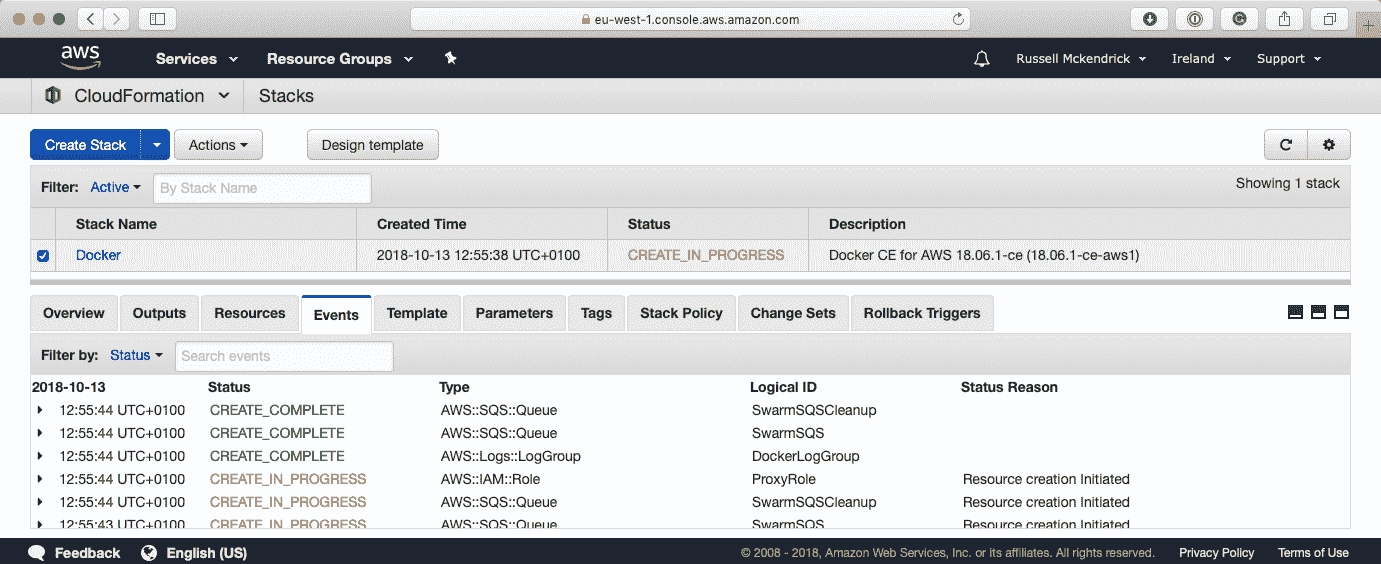 eu-west-1.console.aws.amazon.com
aws Services Resource Groups Russell Mckendrick Ireland Support
CloudFormation Stacks
Create Stack Actions Design template
Filter: Active By Stack Name Showing 1 stack
Stack Name Created Time Status Description
Docker 2018-10-13 12:55:38 UTC+0100 CREATE_IN_PROGRESS Docker CE for AWS 18.06.1-ce (18.06.1-ce-aws1)
Overview Outputs Resources Events Template Parameters Tags Stack Policy Change Sets Rollback Triggers
Filter by: Status Search events
2018-10-13 Status Type Logical ID Status Reason
12:55:44 UTC+0100 CREATE_COMPLETE AWS::SQS::Queue SwarmSQSCleanup
12:55:44 UTC+0100 CREATE_COMPLETE AWS::SQS::Queue SwarmSQS
12:55:44 UTC+0100 CREATE_COMPLETE AWS::Logs::LogGroup DockerLogGroup
12:55:44 UTC+0100 CREATE_IN_PROGRESS AWS::IAM::Role ProxyRole Resource creation Initiated
12:55:44 UTC+0100 CREATE_IN_PROGRESS AWS::SQS::Queue SwarmSQSCleanup Resource creation Initiated
12:55:43 UTC+0100 CREATE_IN_PROGRESS AWS::SQS::Queue SwarmSQS Resource creation Initiated
Feedback English (US) © 2008 - 2018, Amazon Web Services, Inc. or its affiliates. All rights reserved. Privacy Policy Terms of Use